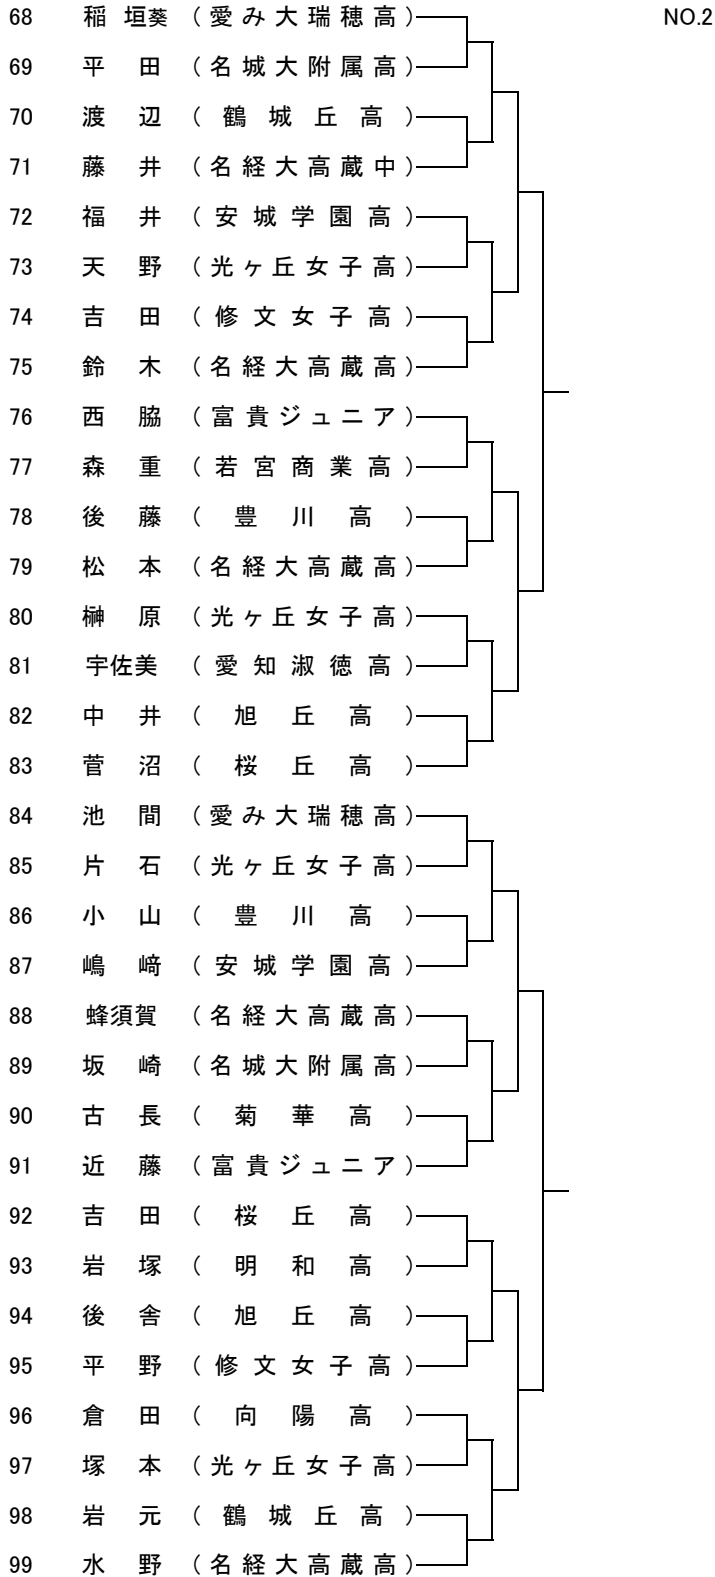 68 稲垣葵 (愛み大瑞穂高) NO.2
69 平田 (名城大附属高)
70 渡辺 (鶴城丘高)
71 藤井 (名経大高蔵中)
72 福井 (安城学園高)
73 天野 (光ヶ丘女子高)
74 吉田 (修文女子高)
75 鈴木 (名経大高蔵高)
76 西脇 (富貴ジュニア)
77 森重 (若宮商業高)
78 後藤 (豊川高)
79 松本 (名経大高蔵高)
80 榊原 (光ヶ丘女子高)
81 宇佐美 (愛知淑徳高)
82 中井 (旭丘高)
83 菅沼 (桜丘高)
84 池間 (愛み大瑞穂高)
85 片石 (光ヶ丘女子高)
86 小山 (豊川高)
87 嶋﨑 (安城学園高)
88 蜂須賀 (名経大高蔵高)
89 坂崎 (名城大附属高)
90 古長 (菊華高)
91 近藤 (富貴ジュニア)
92 吉田 (桜丘高)
93 岩塚 (明和高)
94 後舎 (旭丘高)
95 平野 (修文女子高)
96 倉田 (向陽高)
97 塚本 (光ヶ丘女子高)
98 岩元 (鶴城丘高)
99 水野 (名経大高蔵高)